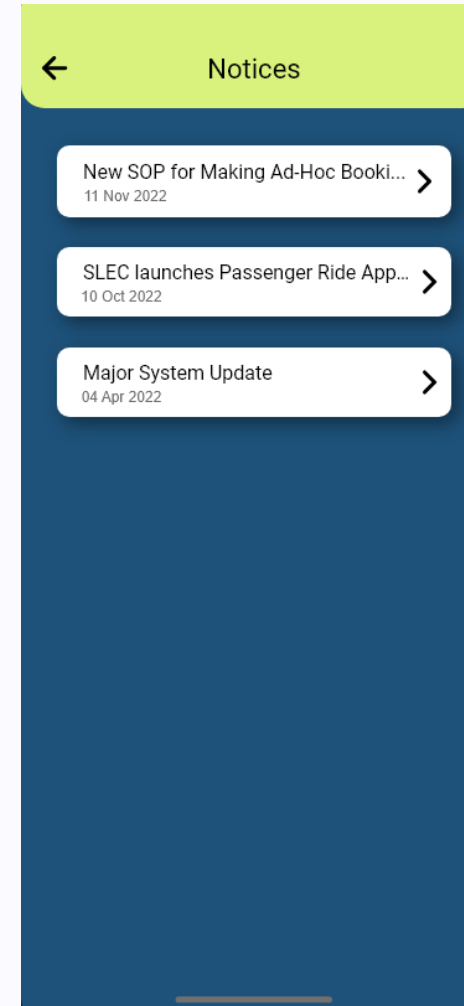 Notices
New SOP for Making Ad-Hoc Booki...
11 Nov 2022
SLEC launches Passenger Ride App...
10 Oct 2022
Major System Update
04 Apr 2022